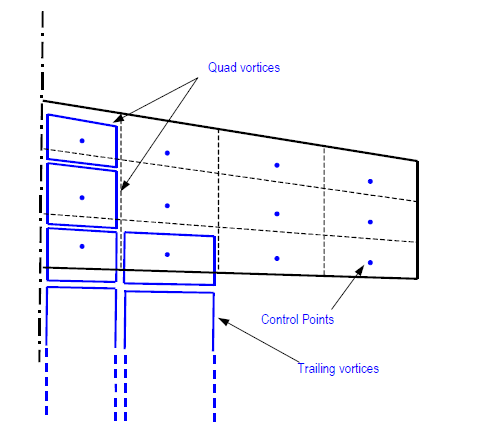 Quad vortices
Control Points
Trailing vortices